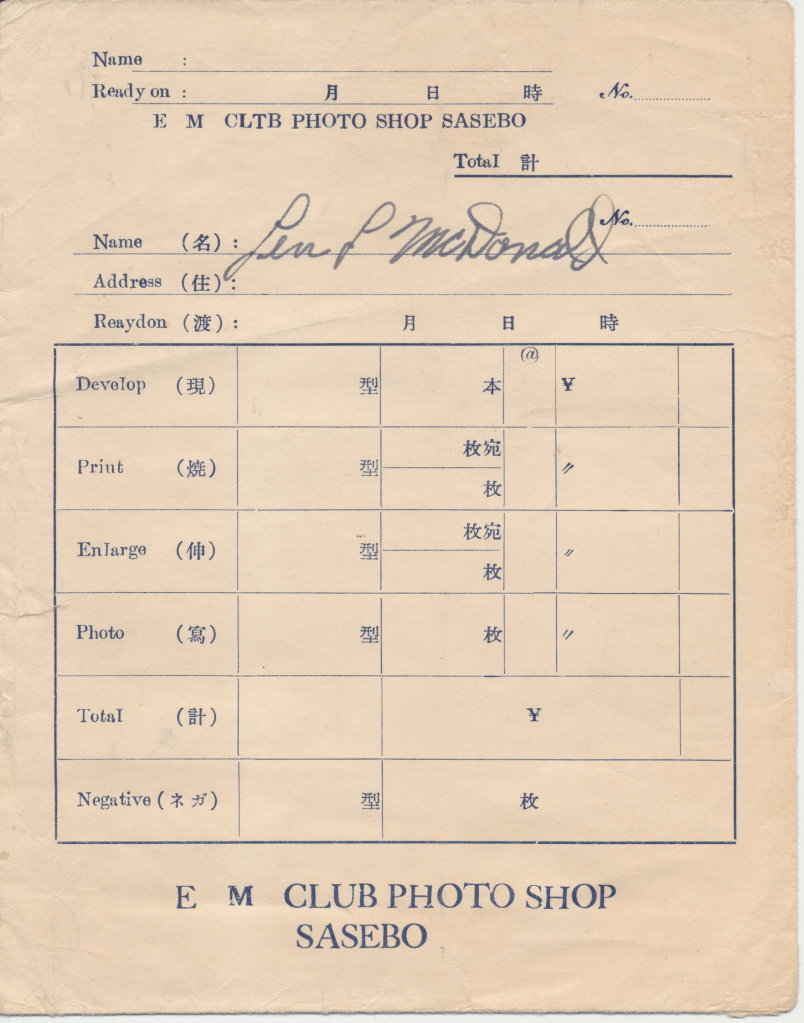 Name :
Ready on : 月 日 時 No.
E M CLTB PHOTO SHOP SASEBO
Total 計
No.
Name (名) : Len P McDonald
Address (住) :
Reaydon (渡) : 月 日 時
Develop (現) 型 本 @ ¥
Print (焼) 型 枚宛 〃
枚
Enlarge (伸) 型 枚宛 〃
枚
Photo (寫) 型 枚 〃
Total (計) ¥
Negative (ネガ) 型 枚
E M CLUB PHOTO SHOP
SASEBO